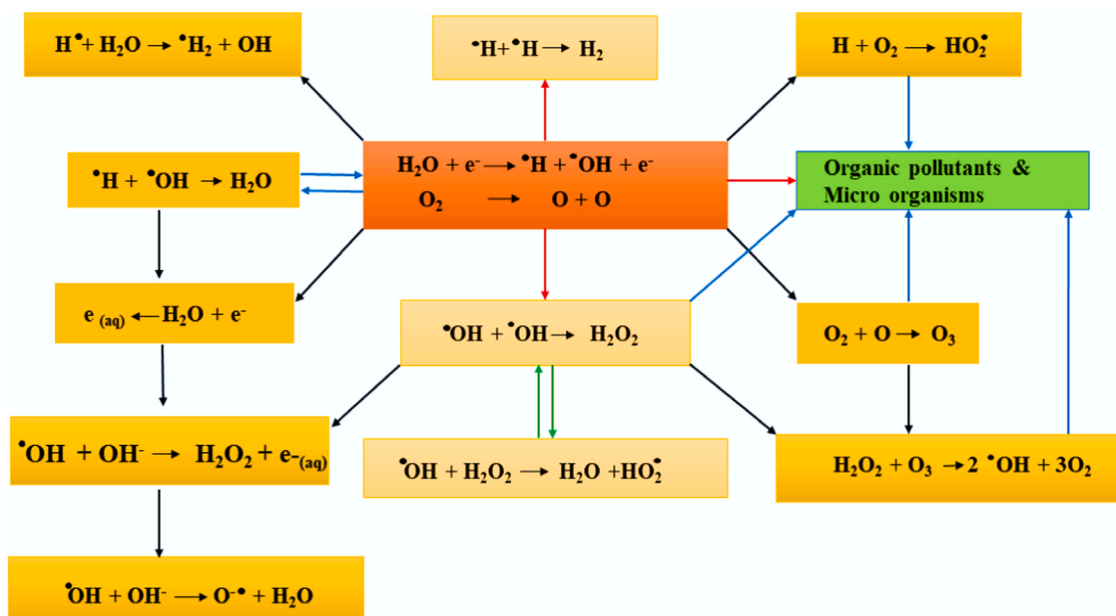 H•+ H₂O → •H₂ + OH
•H+ •H → H₂
H + O₂ → HO₂•
•H + •OH → H₂O
H₂O + e⁻ → •H + •OH + e⁻
O₂ → O + O
Organic pollutants &
Micro organisms
e (aq) ← H₂O + e⁻
•OH + •OH → H₂O₂
O₂ + O → O₃
•OH + OH⁻ → H₂O₂ + e-(aq)
•OH + H₂O₂ → H₂O +HO₂•
H₂O₂ + O₃ → 2 •OH + 3O₂
•OH + OH⁻ → O⁻• + H₂O